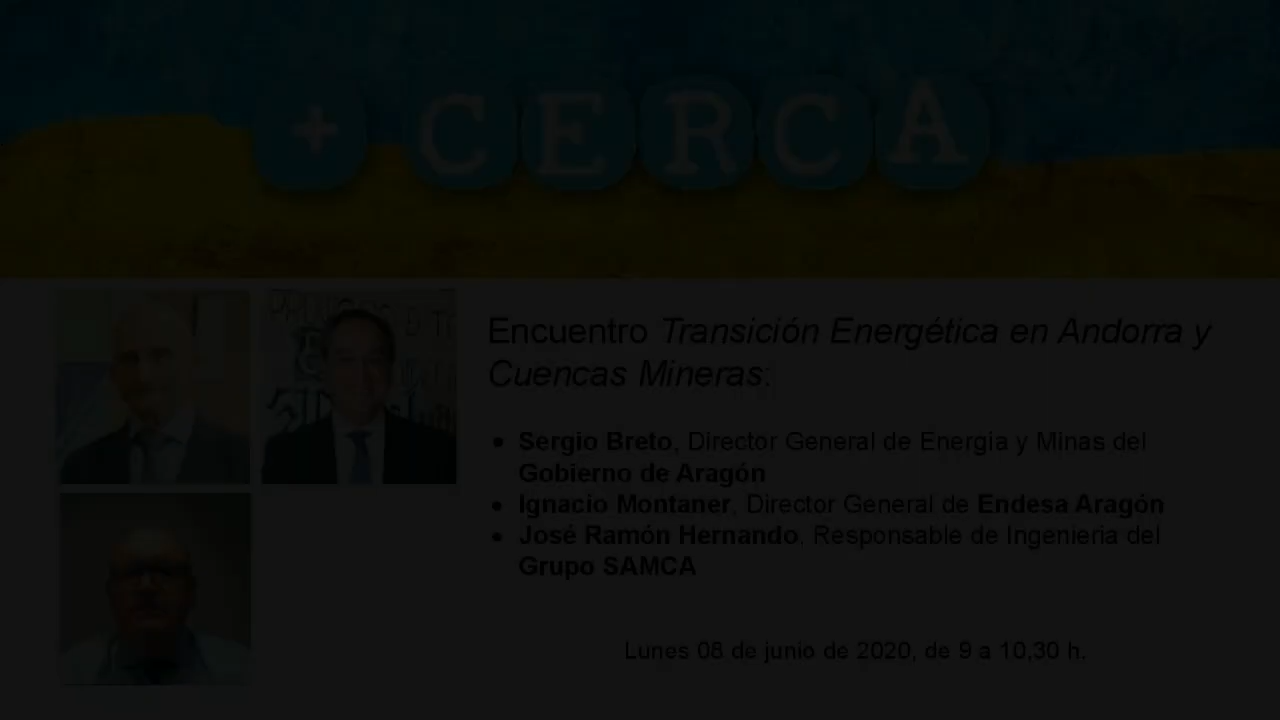 + CERCA
Encuentro Transición Energética en Andorra y
Cuencas Mineras:
• Sergio Breto, Director General de Energía y Minas del
Gobierno de Aragón
• Ignacio Montaner, Director General de Endesa Aragón
• José Ramón Hernando, Responsable de Ingeniería del
Grupo SAMCA
Lunes 08 de junio de 2020, de 9 a 10,30 h.